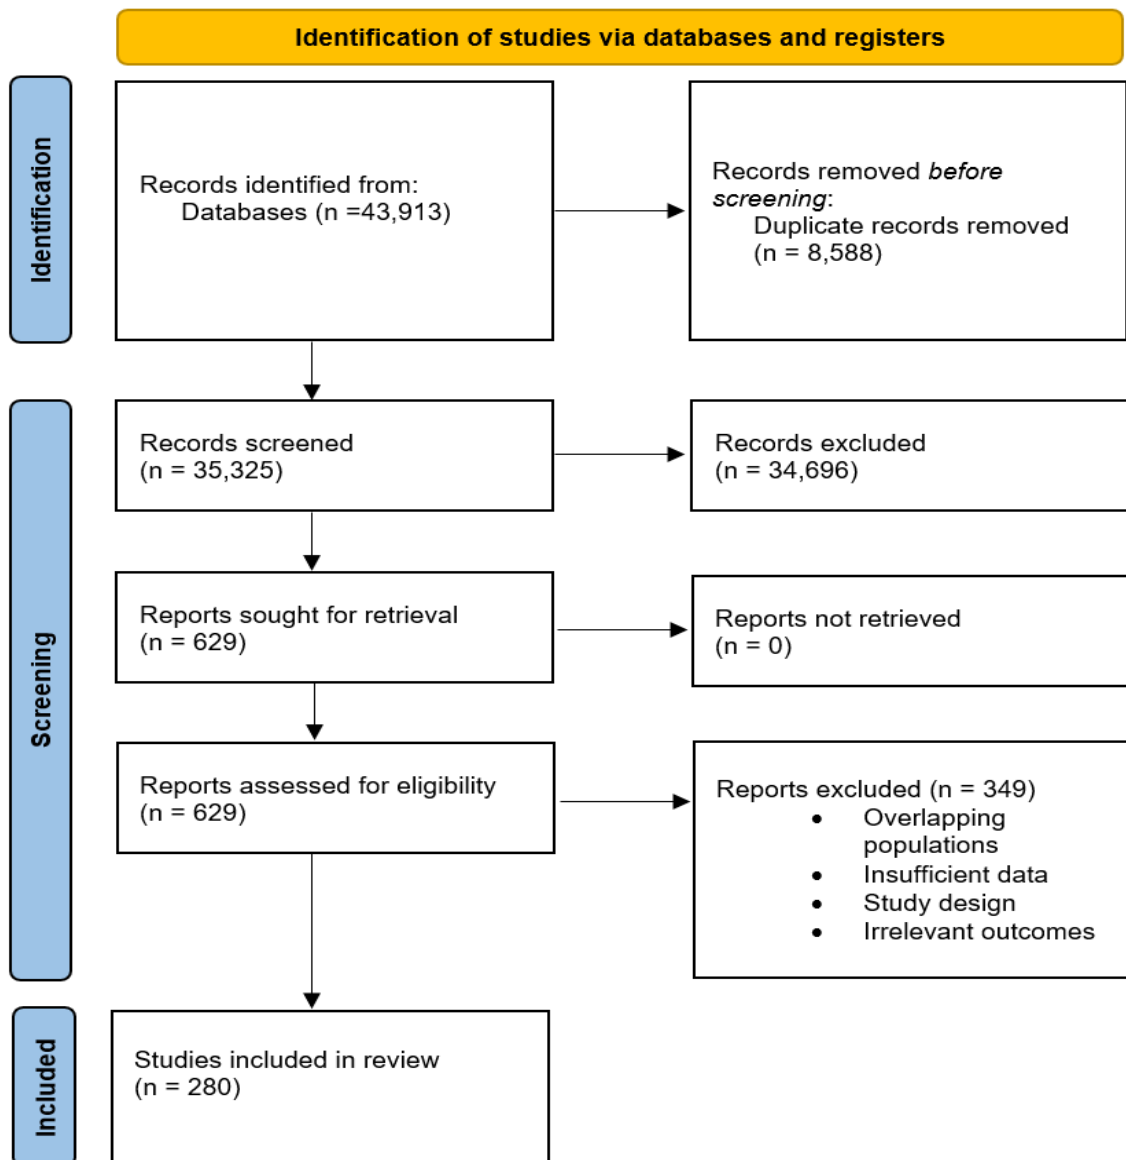 Identification of studies via databases and registers
Identification
Records identified from:
Databases (n =43,913)
Records removed before
screening:
Duplicate records removed
(n = 8,588)
Screening
Records screened
(n = 35,325)
Records excluded
(n = 34,696)
Reports sought for retrieval
(n = 629)
Reports not retrieved
(n = 0)
Reports assessed for eligibility
(n = 629)
Reports excluded (n = 349)
• Overlapping
populations
• Insufficient data
• Study design
• Irrelevant outcomes
Included
Studies included in review
(n = 280)